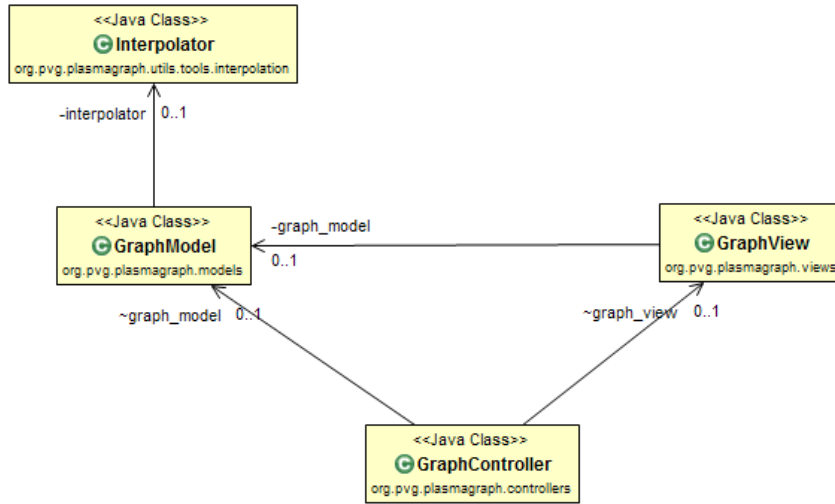 <<Java Class>>
C Interpolator
org.pvg.plasmagraph.utils.tools.interpolation
-interpolator 0..1
<<Java Class>>
C GraphModel
org.pvg.plasmagraph.models
-graph_model
0..1
<<Java Class>>
C GraphView
org.pvg.plasmagraph.views
~graph_model 0..1
~graph_view 0..1
<<Java Class>>
C GraphController
org.pvg.plasmagraph.controllers